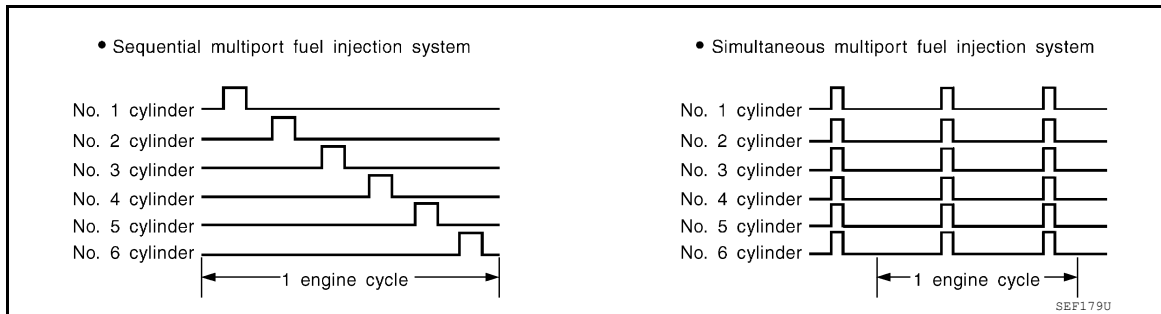 • Sequential multiport fuel injection system
No. 1 cylinder
No. 2 cylinder
No. 3 cylinder
No. 4 cylinder
No. 5 cylinder
No. 6 cylinder
1 engine cycle
• Simultaneous multiport fuel injection system
No. 1 cylinder
No. 2 cylinder
No. 3 cylinder
No. 4 cylinder
No. 5 cylinder
No. 6 cylinder
1 engine cycle
SEF179U